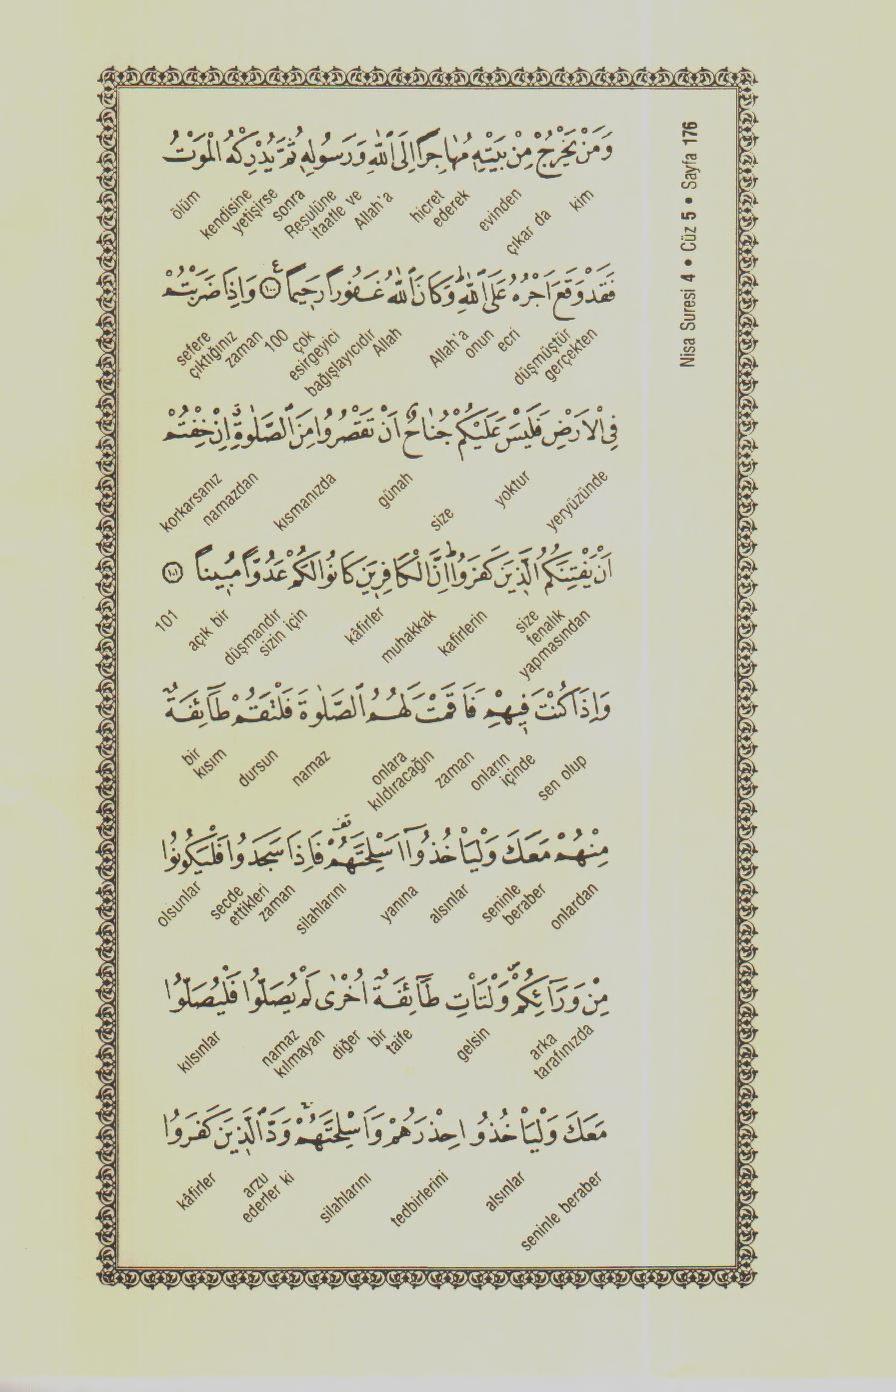 Nisa Suresi 4 • Cüz 5 • Sayfa 176
وَمَنْ يَخْرُجْ مِنْ بَيْتِهٖ مُهَاجِرًا اِلَى اللّٰهِ وَرَسُولِهٖ ثُمَّ يُدْرِكْهُ الْمَوْتُ
kim çıkar da evinden hicret ederek Allah'a Resulüne itaatle ve sonra kendisine yetişirse ölüm
فَقَدْ وَقَعَ اَجْرُهُ عَلَى اللّٰهِ ط وَكَانَ اللّٰهُ غَفُورًا رَحِيمًا ﴿١٠٠﴾ ع وَاِذَا ضَرَبْتُمْ
gerçekten düşmüştür ecri onun Allah'a Allah bağışlayıcıdır esirgeyici çok 100 zaman sefere çıktığınız
فِى الْاَرْضِ فَلَيْسَ عَلَيْكُمْ جُنَاحٌ اَنْ تَقْصُرُوا مِنَ الصَّلٰوةِ اِنْ خِفْتُمْ
yeryüzünde yoktur size günah kısmanızda namazdan korkarsanız
اَنْ يَفْتِنَكُمُ الَّذٖينَ كَفَرُوا ط اِنَّ الْكَافِرٖينَ كَانُوا لَكُمْ عَدُوًّا مُبٖينًا ﴿١٠١﴾
size fenalık yapmasından kafirlerin muhakkak kâfirler sizin için düşmandır açık bir 101
وَاِذَا كُنْتَ فٖيهِمْ فَاَقَمْتَ لَهُمُ الصَّلٰوةَ فَلْتَقُمْ طَٓائِفَةٌ
sen olup onların içinde zaman onlara kıldıracağın namaz dursun bir kısım
مِنْهُمْ مَعَكَ وَلْيَاْخُذُٓوا اَسْلِحَتَهُمْ فَاِذَا سَجَدُوا فَلْيَكُونُوا
onlardan seninle beraber alsınlar yanına silahlarını secde ettikleri zaman olsunlar
مِنْ وَرَٓائِكُمْ وَلْتَاْتِ طَٓائِفَةٌ اُخْرٰى لَمْ يُصَلُّوا فَلْيُصَلُّوا
arka tarafınızda gelsin bir taife diğer namaz kılmayan kılsınlar
مَعَكَ وَلْيَاْخُذُوا حِذْرَهُمْ وَاَسْلِحَتَهُمْ وَدَّ الَّذٖينَ كَفَرُوا
seninle beraber alsınlar tedbirlerini silahlarını arzu ederler ki kâfirler